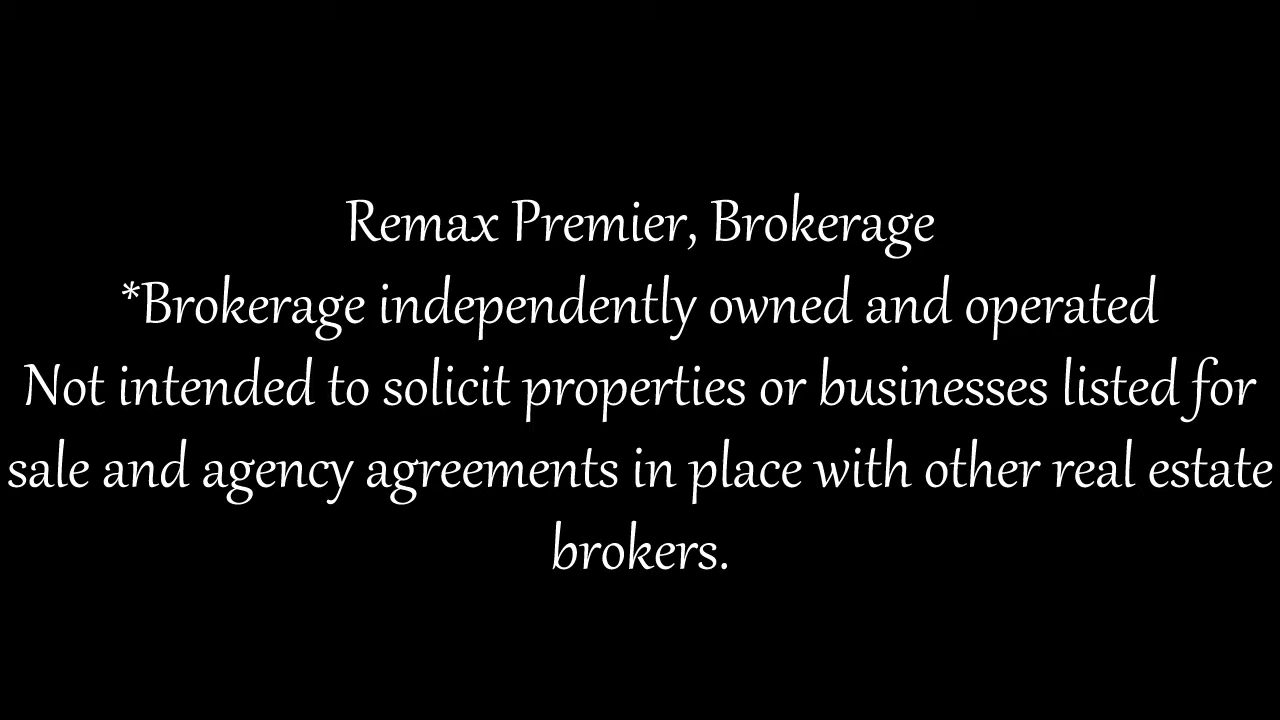 Remax Premier, Brokerage
*Brokerage independently owned and operated
Not intended to solicit properties or businesses listed for
sale and agency agreements in place with other real estate
brokers.